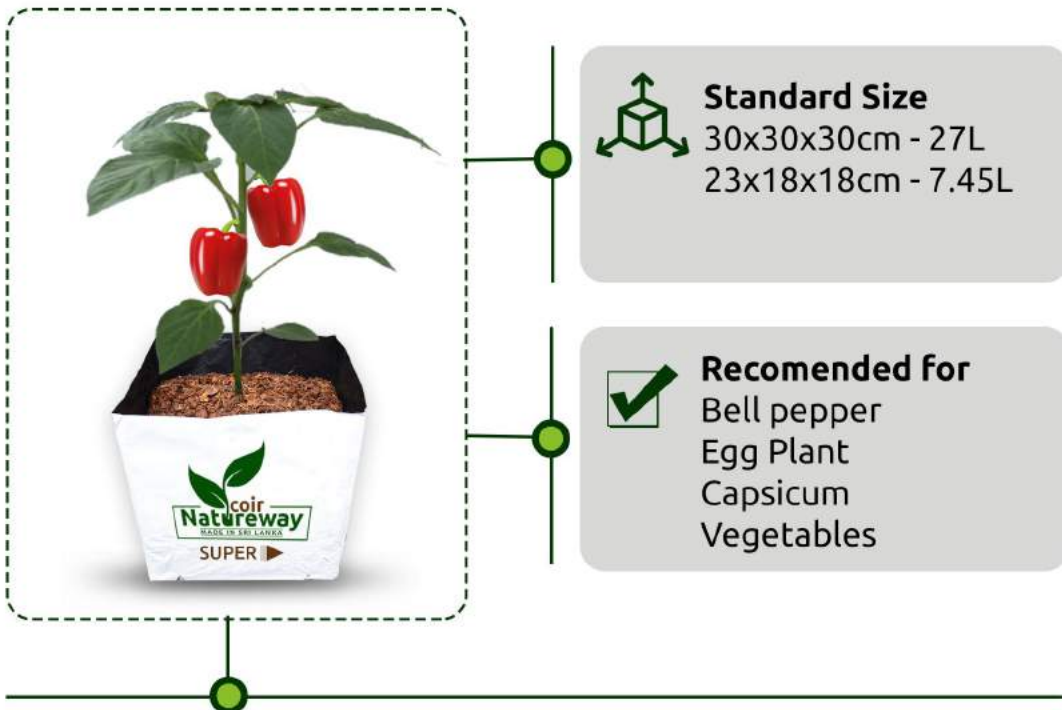 Standard Size
30x30x30cm - 27L
23x18x18cm - 7.45L
Recomended for
Bell pepper
Egg Plant
Capsicum
Vegetables
coir
Natureway
MADE IN SRI LANKA
SUPER